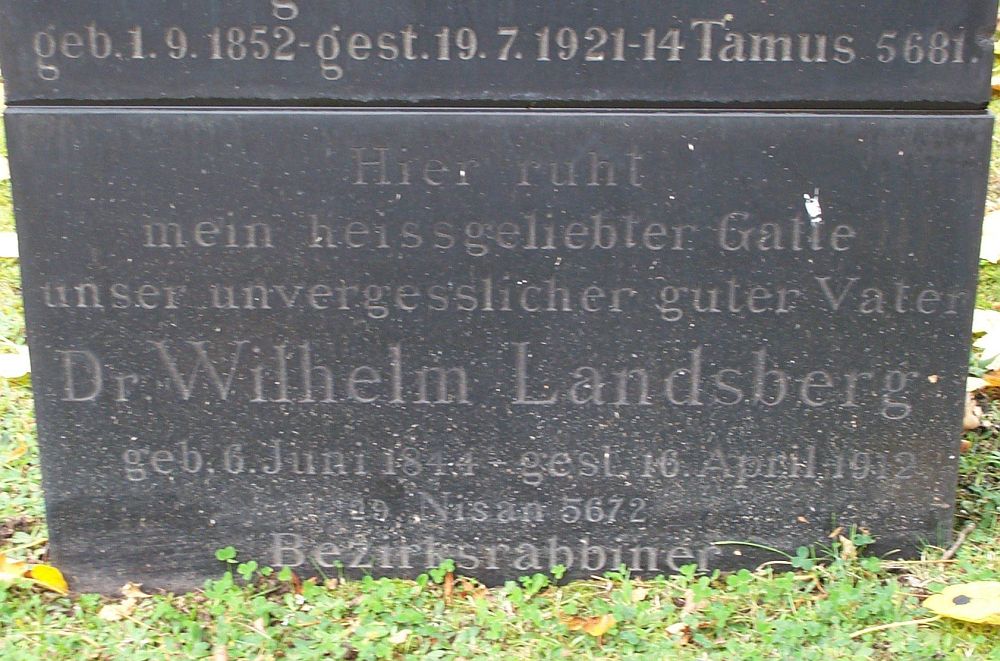 geb. 1. 9. 1852 - gest. 19. 7. 1921 - 14 Tamus 5681.
Hier ruht
mein heissgeliebter Gatte
unser unvergesslicher guter Vater
Dr. Wilhelm Landsberg
geb. 6. Juni 1844 - gest. 16. April 1912
29. Nisan 5672
Bezirksrabbiner